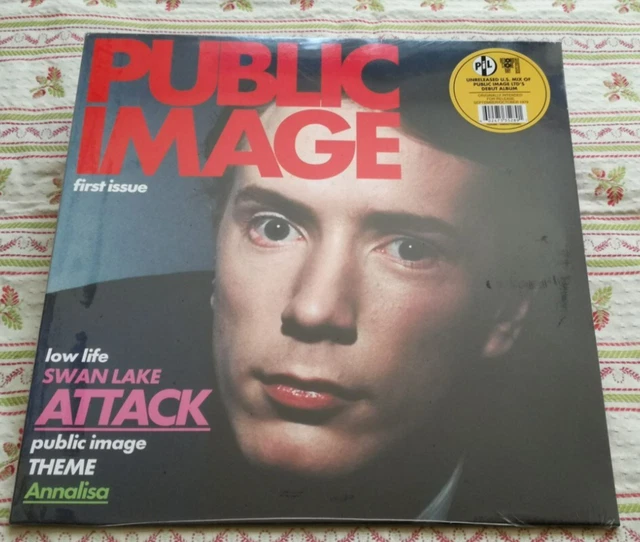 PUBLIC
IMAGE
first issue
PiL
UNRELEASED U.S. MIX OF
PUBLIC IMAGE LTD'S
DEBUT ALBUM
low life
SWAN LAKE
ATTACK
public image
THEME
Annalisa